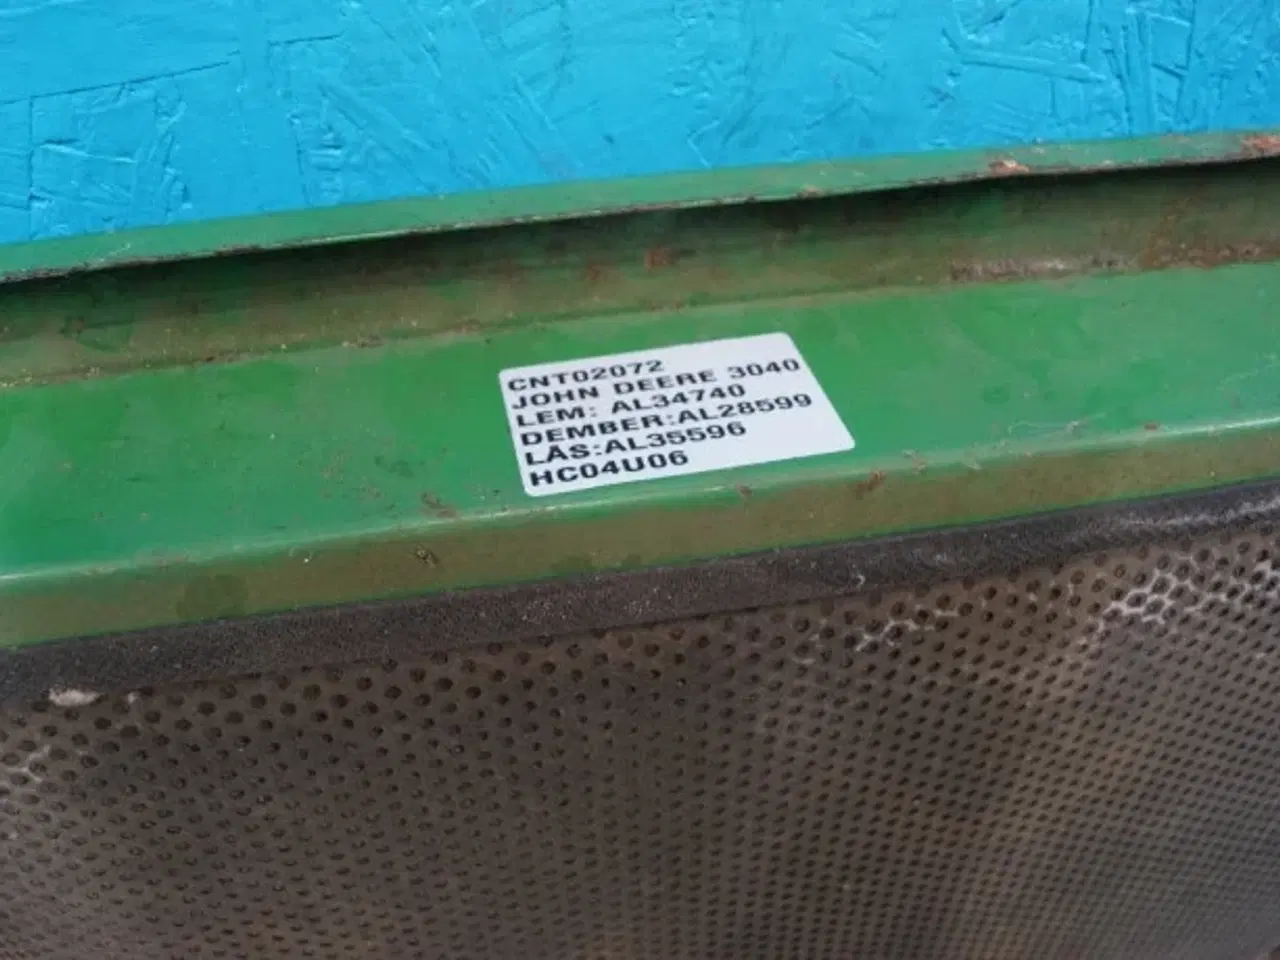 CNT02072
JOHN DEERE 3040
LEM: AL34740
DEMBER:AL28599
LÅS:AL35596
HC04U06